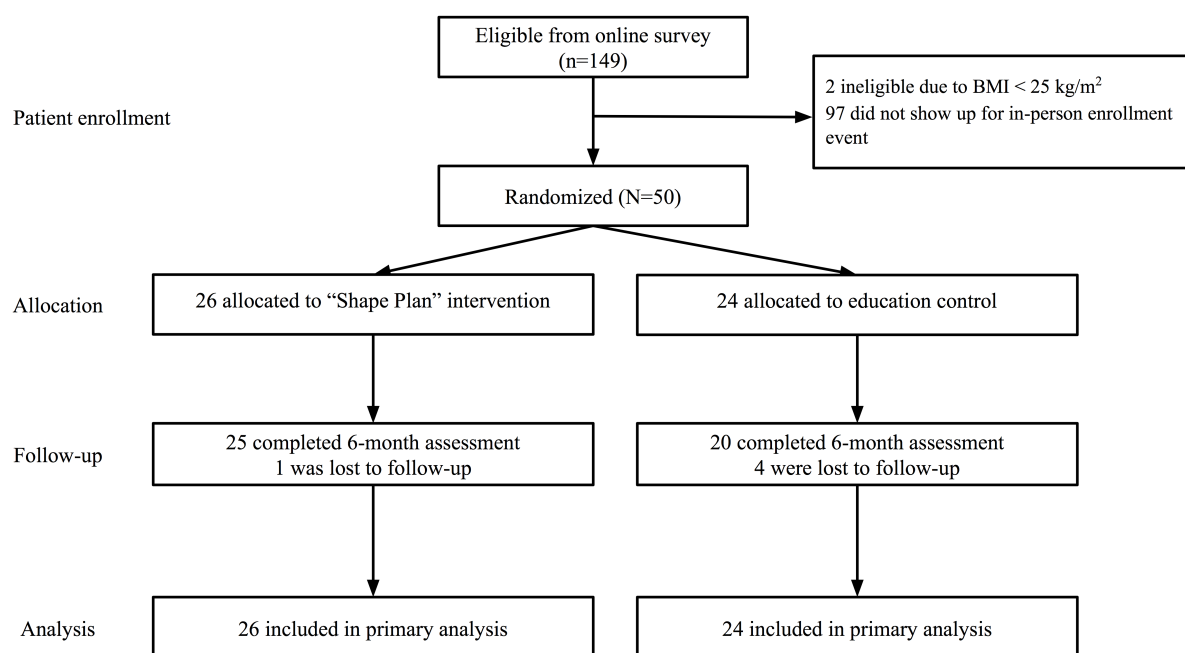 Eligible from online survey
(n=149)
2 ineligible due to BMI < 25 kg/m²
97 did not show up for in-person enrollment
event
Patient enrollment
Randomized (N=50)
Allocation
26 allocated to “Shape Plan” intervention
24 allocated to education control
Follow-up
25 completed 6-month assessment
1 was lost to follow-up
20 completed 6-month assessment
4 were lost to follow-up
Analysis
26 included in primary analysis
24 included in primary analysis